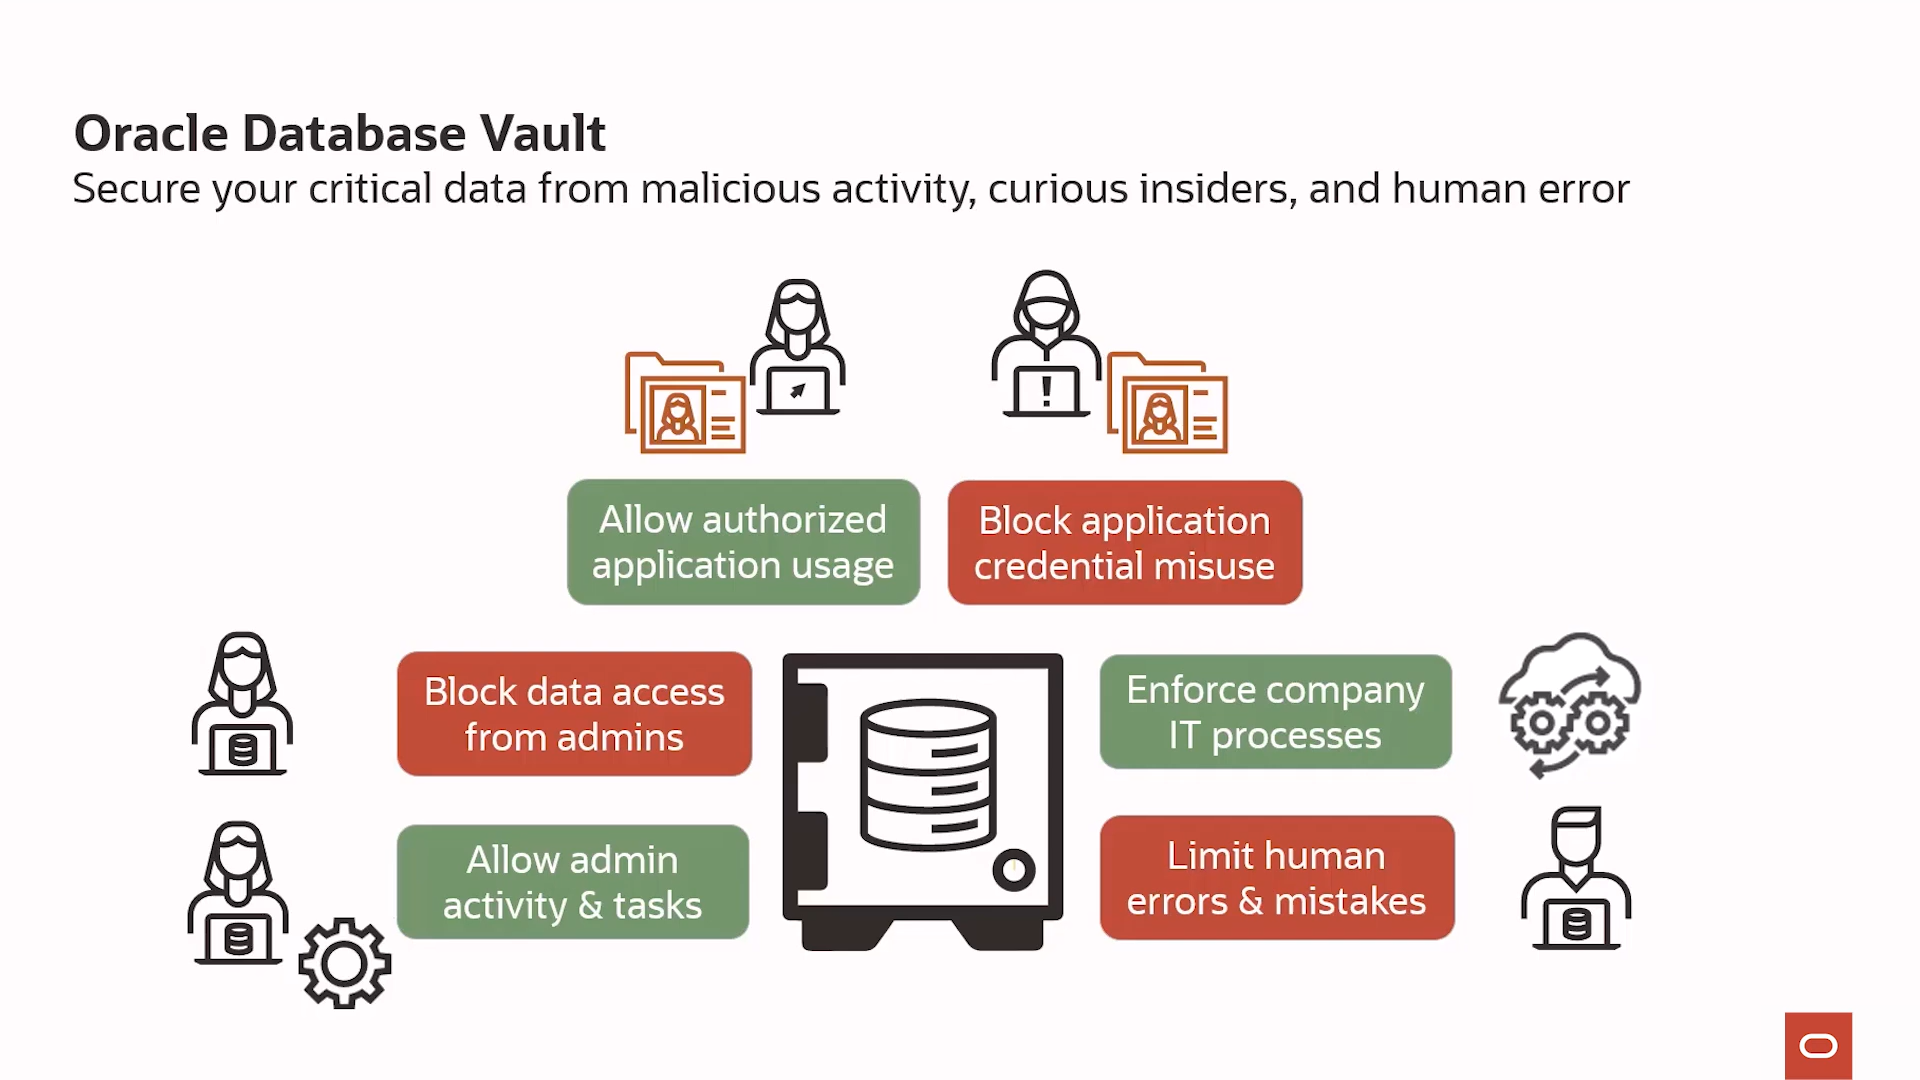 Oracle Database Vault
Secure your critical data from malicious activity, curious insiders, and human error
!
Allow authorized
application usage
Block application
credential misuse
Block data access
from admins
Enforce company
IT processes
Allow admin
activity & tasks
Limit human
errors & mistakes